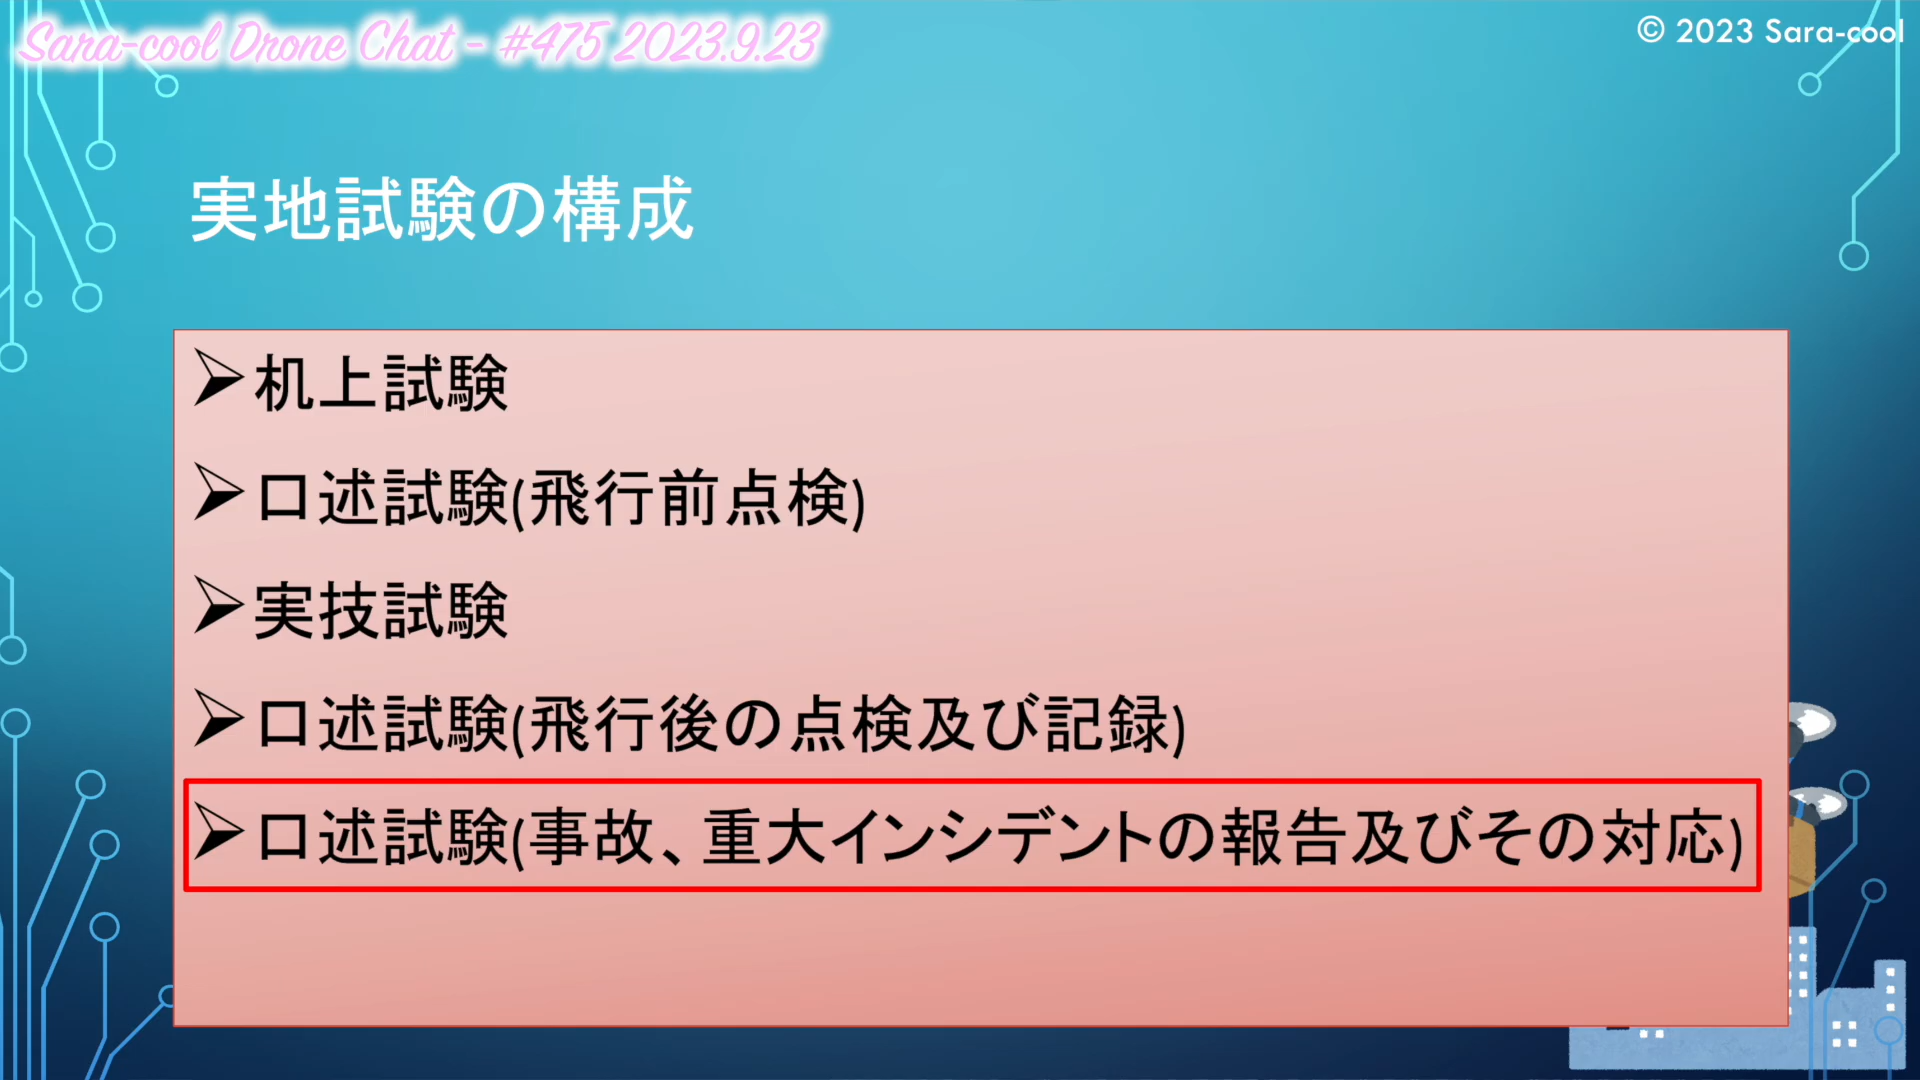 Sara-cool Drone Chat - #475 2023.9.23
© 2023 Sara-cool
実地試験の構成
➢机上試験
➢口述試験(飛行前点検)
➢実技試験
➢口述試験(飛行後の点検及び記録)
➢口述試験(事故、重大インシデントの報告及びその対応)